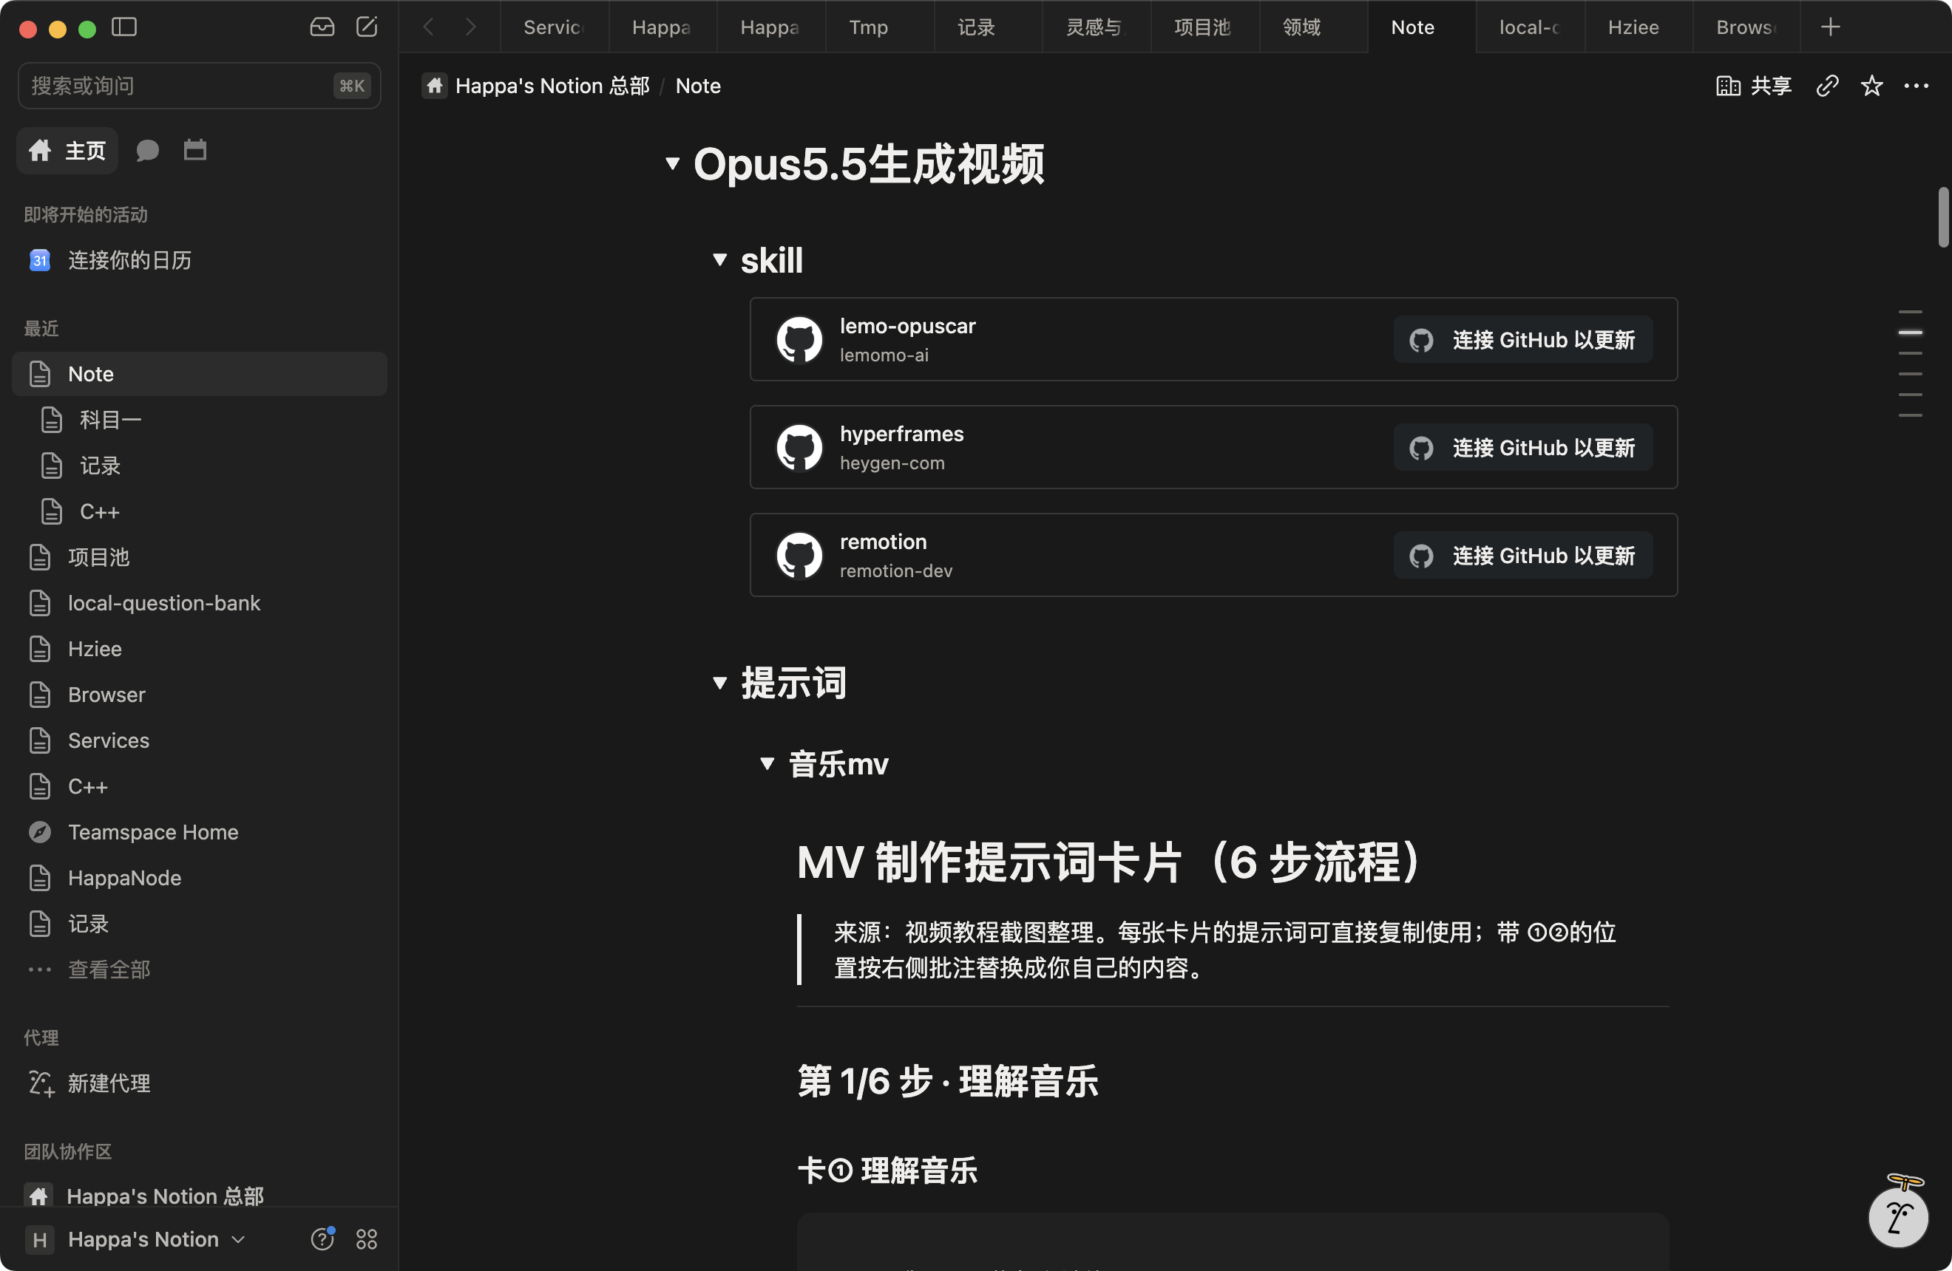 Servic
Happa
Happa
Tmp
记录
灵感与
项目池
领域
Note
local-c
Hziee
Brows
搜索或询问
⌘K
Happa's Notion 总部 / Note
共享
主页
即将开始的活动
31
连接你的日历
最近
Note
科目一
记录
C++
项目池
local-question-bank
Hziee
Browser
Services
C++
Teamspace Home
HappaNode
记录
查看全部
代理
新建代理
团队协作区
Happa's Notion 总部
H
Happa's Notion
Opus5.5生成视频
skill
lemo-opuscar
lemomo-ai
连接 GitHub 以更新
hyperframes
heygen-com
连接 GitHub 以更新
remotion
remotion-dev
连接 GitHub 以更新
提示词
音乐mv
MV 制作提示词卡片（6 步流程）
来源：视频教程截图整理。每张卡片的提示词可直接复制使用；带 ①②的位
置按右侧批注替换成你自己的内容。
第 1/6 步 · 理解音乐
卡① 理解音乐